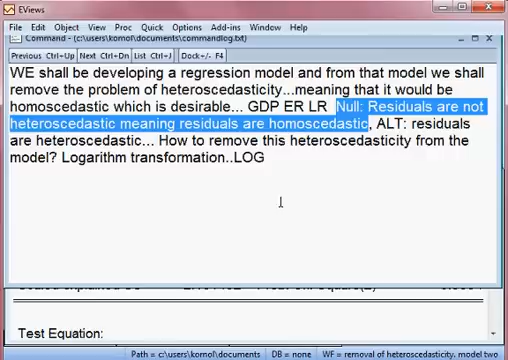 EViews
File Edit Object View Proc Quick Options Add-ins Window Help
Command - (c:\users\kornol\documents\commandlog.txt)
Previous Ctrl+Up Next Ctrl+Dn List Ctrl+J Dock+/- F4
WE shall be developing a regression model and from that model we shall
remove the problem of heteroscedasticity...meaning that it would be
homoscedastic which is desirable... GDP ER LR Null: Residuals are not
heteroscedastic meaning residuals are homoscedastic, ALT: residuals
are heteroscedastic... How to remove this heteroscedasticity from the
model? Logarithm transformation..LOG
Test Equation:
Path = c:\users\kornol\documents DB = none WF = removal of heteroscedasticity. model two